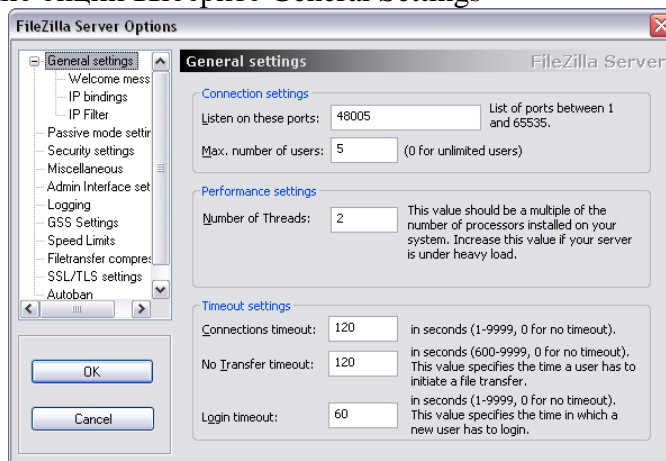 опции Изберите General Settings
FileZilla Server Options
General settings
Welcome mess
IP bindings
IP Filter
Passive mode settir
Security settings
Miscellaneous
Admin Interface set
Logging
GSS Settings
Speed Limits
Filetransfer compres
SSL/TLS settings
Autoban
OK
Cancel
General settings
FileZilla Server
Connection settings
Listen on these ports: 48005 List of ports between 1
and 65535.
Max. number of users: 5 (0 for unlimited users)
Performance settings
Number of Threads: 2 This value should be a multiple of the
number of processors installed on your
system. Increase this value if your server
is under heavy load.
Timeout settings
Connections timeout: 120 in seconds (1-9999, 0 for no timeout).
No Transfer timeout: 120 in seconds (600-9999, 0 for no timeout).
This value specifies the time a user has to
initiate a file transfer.
Login timeout: 60 in seconds (1-9999, 0 for no timeout).
This value specifies the time in which a
new user has to login.